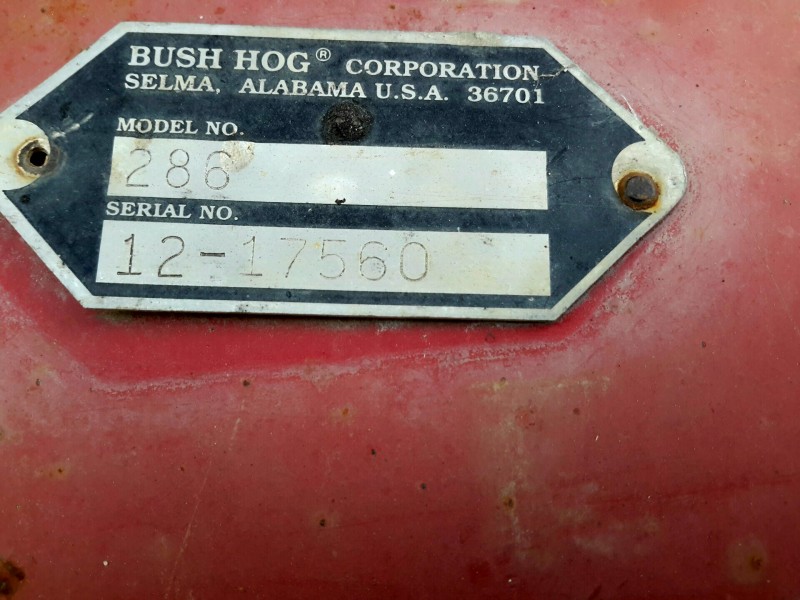 BUSH HOG® CORPORATION
SELMA, ALABAMA U.S.A. 36701
MODEL NO.
286
SERIAL NO.
12-17560